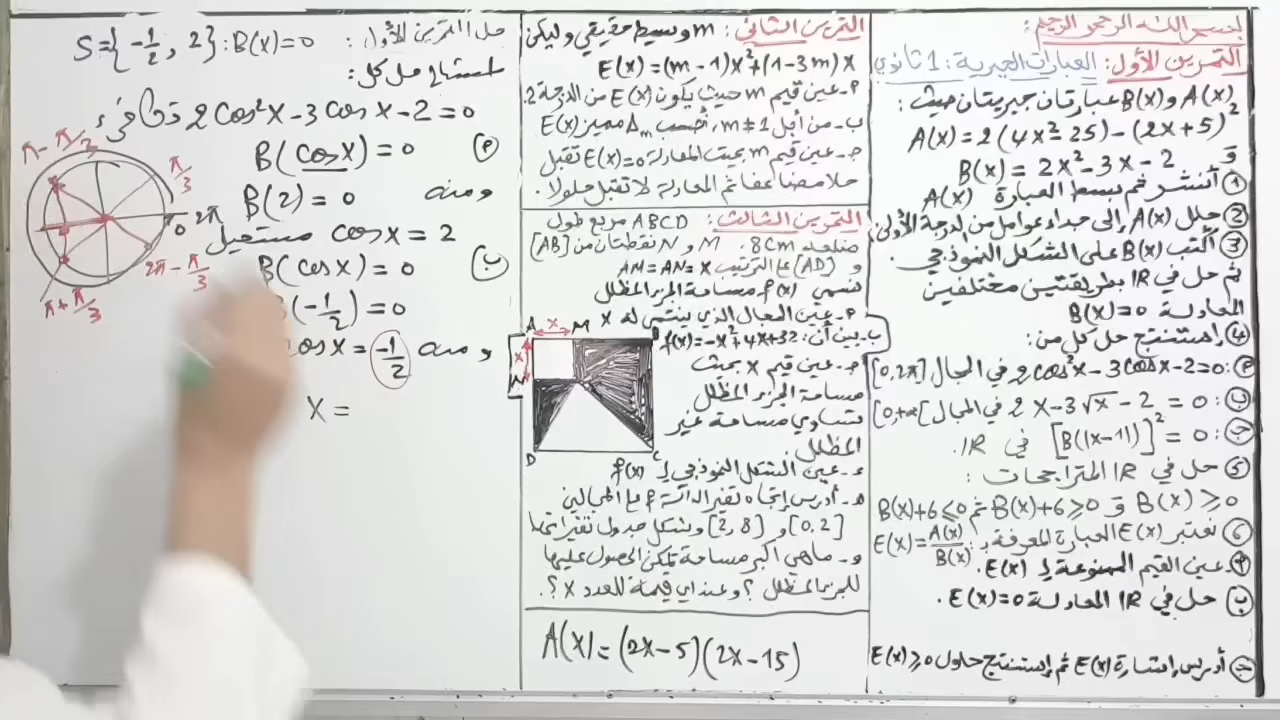 بسم الله الرحمن الرحيم:
التمرين الأول: العبارات الجبرية: 1 ثانوي
A(x) و B(x) عبارتان جبريتان حيث:
A(x) = 2(4x²-25) - (2x+5)²
و B(x) = 2x²-3x-2
① أنشر ثم بسط العبارة A(x)
② حلل A(x) إلى جداء عوامل من الدرجة الأولى
③ أكتب B(x) على الشكل النموذجي.
ثم حل في IR بطريقتين مختلفتين
المعادلة B(x)=0
④ استنتج حل كل من:
2cos²x-3cosx-2=0 في المجال [0,2π]
ب: 2x-3√x-2=0 في المجال [0,+∞[
ج: [B(|x-1|)]²=0 في IR.
⑤ حل في IR المتراجحات:
B(x)≥0 و B(x)+6≥0 ثم B(x)+6≤0
⑥ نعتبر E(x) العبارة المعرفة بـ: E(x)=A(x)/B(x)
عين القيم الممنوعة لـ E(x).
ب حل في IR المعادلة E(x)=0.
أدرس إشارة E(x) ثم إستنتج حلول E(x)≥0
التمرين الثاني: m وسيط حقيقي وليكن
E(x)=(m-1)x²+(1-3m)x
عين قيم m حيث يكون E(x) من الدرجة 2.
ب- من أجل m≠1، أحسب Δm مميز E(x)
ج- عين قيم m بحيث المعادلة E(x)=0 تقبل
حلا مضاعفا ثم المعادلة لا تقبل حلولا.
التمرين الثالث: ABCD مربع طول
ضلعه 8cm. M و N نقطتان من [AB]
و [AD] على الترتيب AM=AN=x
نسمي f(x) مساحة الجزء المظلل
عين المجال الذي ينتمي له x
ب- بين أن: f(x)=-x²+4x+32
ج- عين قيم x بحيث
مساحة الجزء المظلل
تساوي مساحة غير
المظلل.
عين الشكل النموذجي لـ f(x)
أدرس إتجاه تغير الدالة f على المجالين
[0,2] و [2,8] وشكل جدول تغيراتها
و- ماهي أكبر مساحة يمكن الحصول عليها
للجزء المظلل؟ وعند أي قيمة للعدد x؟.
A x M B
x
N
D C
A(x)=(2x-5)(2x-15)
حل التمرين الأول: S={-1/2, 2}: B(x)=0
استنتاج حل كل:
2cos²x-3cosx-2=0
B(cosx)=0
ومنه B(2)=0
cosx=2 مستحيل
ب B(cosx)=0
(-1/2)=0
ومنه cosx=-1/2
x=
π/3
0 2π
2π-π/3
π+π/3